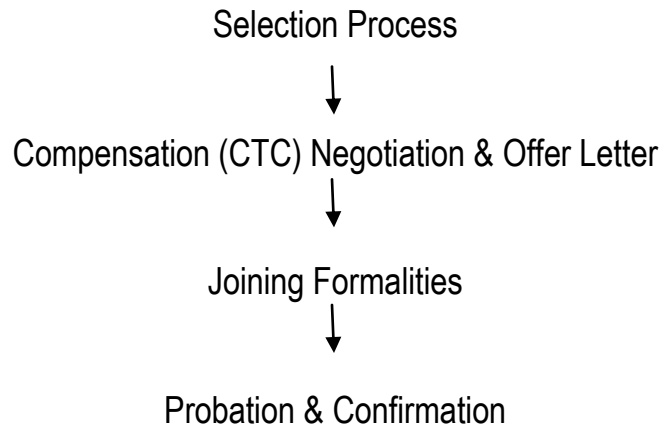 Selection Process
Compensation (CTC) Negotiation & Offer Letter
Joining Formalities
Probation & Confirmation